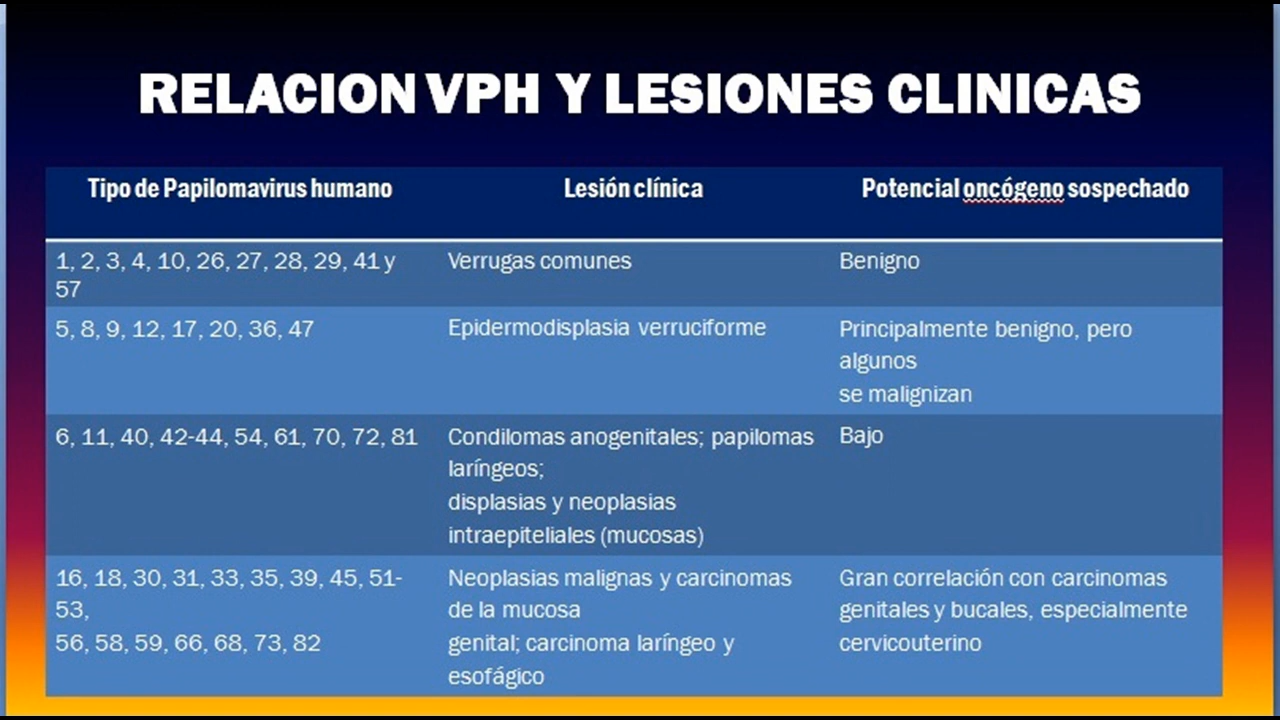 RELACION VPH Y LESIONES CLINICAS
Tipo de Papilomavirus humano
Lesión clínica
Potencial oncógeno sospechado
1, 2, 3, 4, 10, 26, 27, 28, 29, 41 y
57
Verrugas comunes
Benigno
5, 8, 9, 12, 17, 20, 36, 47
Epidermodisplasia verruciforme
Principalmente benigno, pero
algunos
se malignizan
6, 11, 40, 42-44, 54, 61, 70, 72, 81
Condilomas anogenitales; papilomas
laríngeos;
displasias y neoplasias
intraepiteliales (mucosas)
Bajo
16, 18, 30, 31, 33, 35, 39, 45, 51-
53,
56, 58, 59, 66, 68, 73, 82
Neoplasias malignas y carcinomas
de la mucosa
genital; carcinoma laríngeo y
esofágico
Gran correlación con carcinomas
genitales y bucales, especialmente
cervicouterino